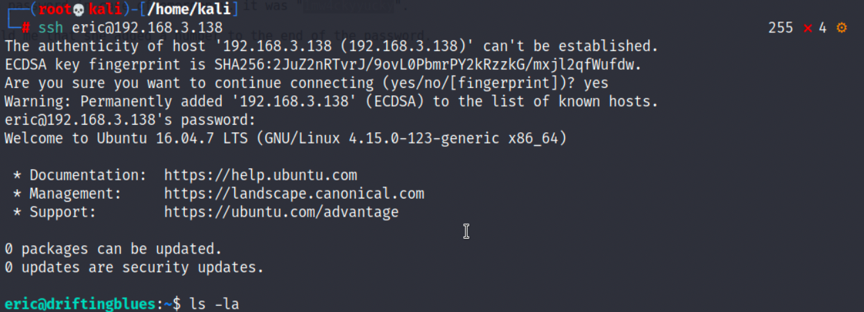 (root💀kali)-[/home/kali]
# ssh eric@192.168.3.138 255 ⨯ 4 ⚙
The authenticity of host '192.168.3.138 (192.168.3.138)' can't be established.
ECDSA key fingerprint is SHA256:2JuZ2nRTvrJ/9ovL0PbmrPY2kRzzkG/mxjl2qfWufdw.
Are you sure you want to continue connecting (yes/no/[fingerprint])? yes
Warning: Permanently added '192.168.3.138' (ECDSA) to the list of known hosts.
eric@192.168.3.138's password:
Welcome to Ubuntu 16.04.7 LTS (GNU/Linux 4.15.0-123-generic x86_64)
* Documentation: https://help.ubuntu.com
* Management: https://landscape.canonical.com
* Support: https://ubuntu.com/advantage
0 packages can be updated.
0 updates are security updates.
eric@driftingblues:~$ ls -la